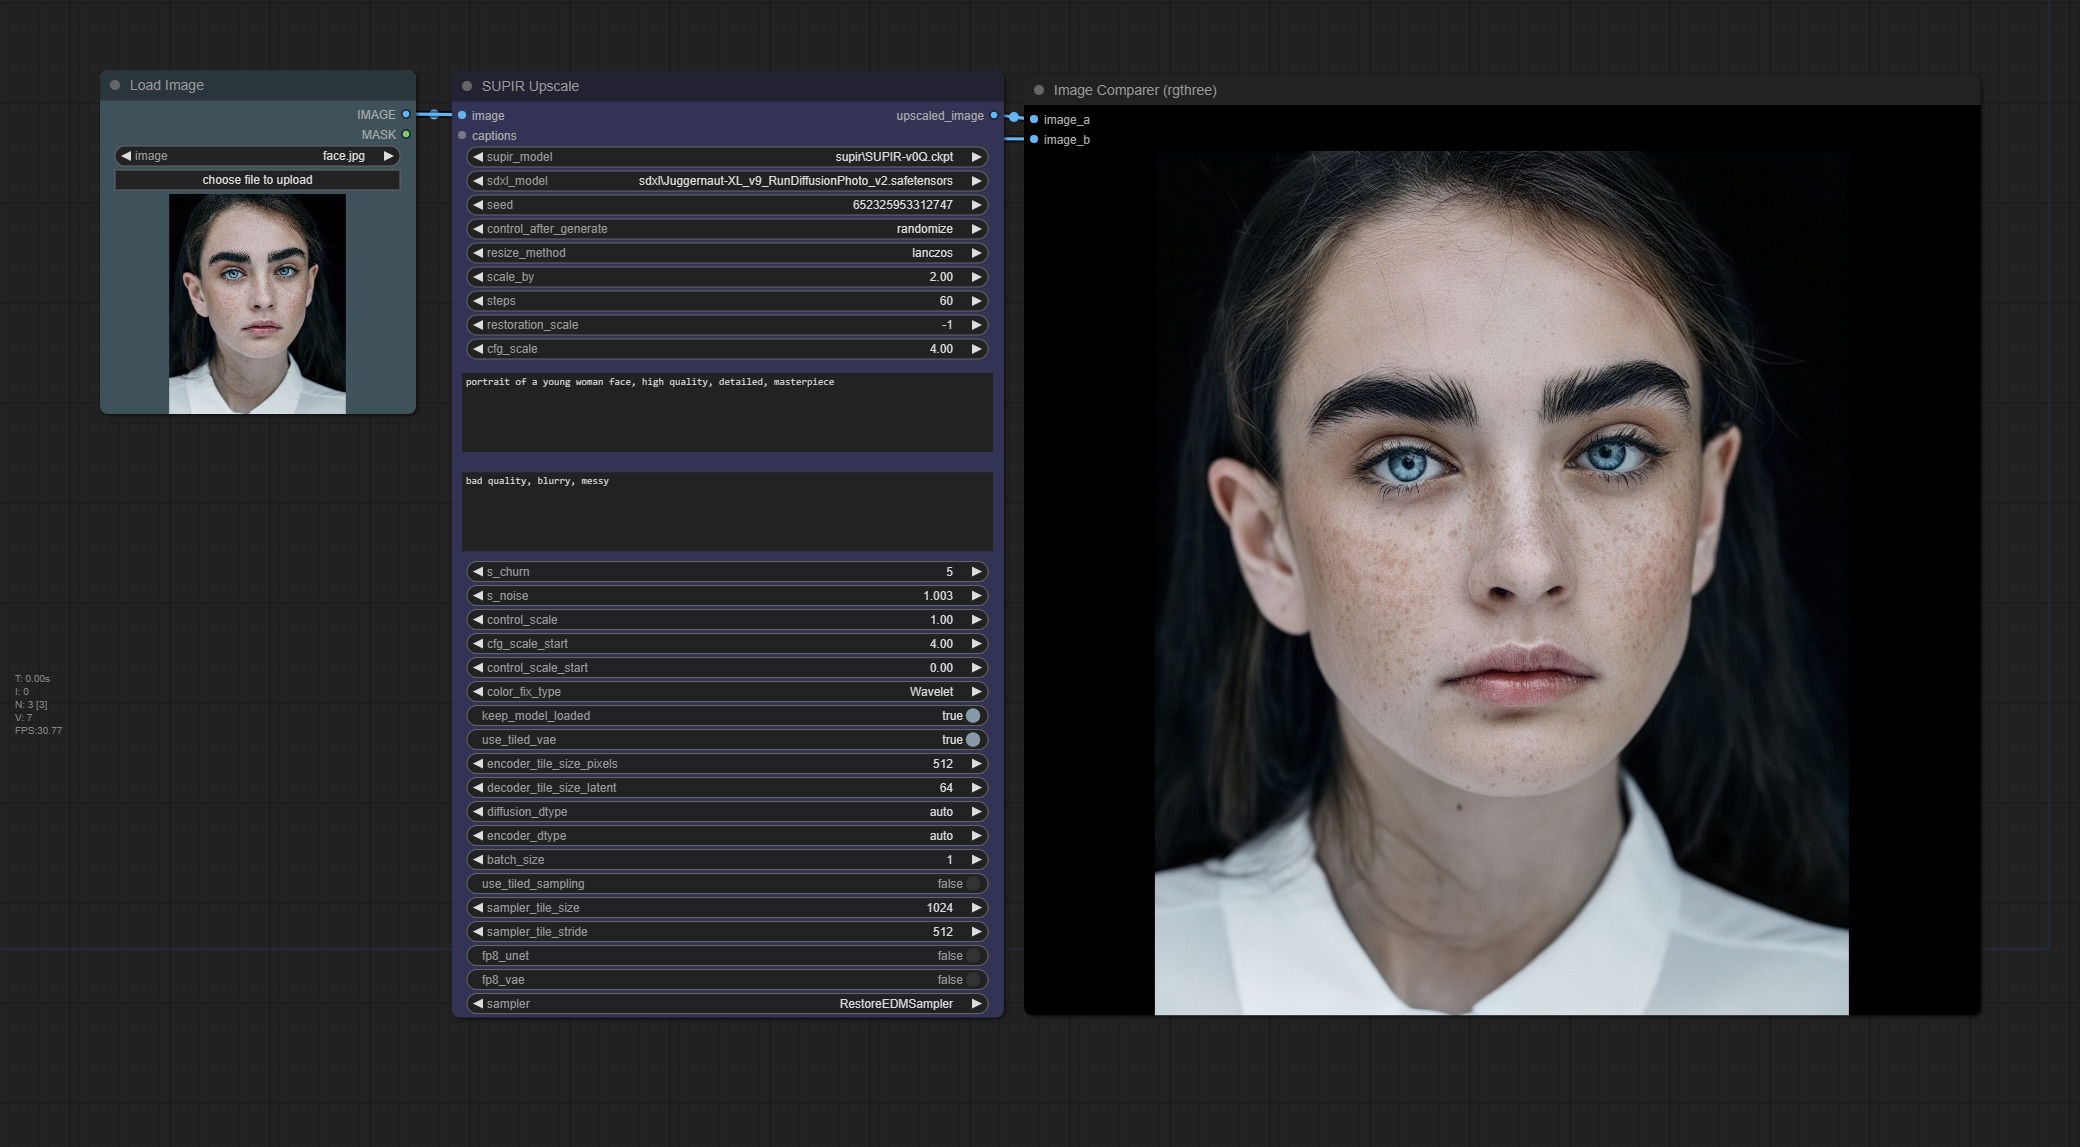 Load Image
IMAGE
MASK
image face.jpg
choose file to upload
SUPIR Upscale
image upscaled_image
captions
supir_model supir\SUPIR-v0Q.ckpt
sdxl_model sdxl\Juggernaut-XL_v9_RunDiffusionPhoto_v2.safetensors
seed 652325953312747
control_after_generate randomize
resize_method lanczos
scale_by 2.00
steps 60
restoration_scale -1
cfg_scale 4.00
portrait of a young woman face, high quality, detailed, masterpiece
bad quality, blurry, messy
s_churn 5
s_noise 1.003
control_scale 1.00
cfg_scale_start 4.00
control_scale_start 0.00
color_fix_type Wavelet
keep_model_loaded true
use_tiled_vae true
encoder_tile_size_pixels 512
decoder_tile_size_latent 64
diffusion_dtype auto
encoder_dtype auto
batch_size 1
use_tiled_sampling false
sampler_tile_size 1024
sampler_tile_stride 512
fp8_unet false
fp8_vae false
sampler RestoreEDMSampler
Image Comparer (rgthree)
image_a
image_b
T: 0.00s
I: 0
N: 3 [3]
V: 7
FPS:30.77